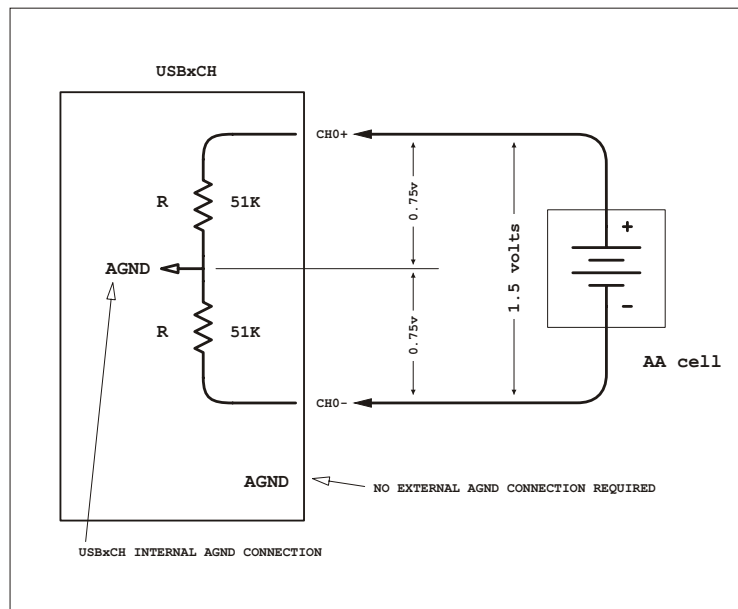 USBxCH
CH0+
R 51K
0.75v
+
AGND
1.5 volts
R 51K
0.75v
-
AA cell
CH0-
AGND
NO EXTERNAL AGND CONNECTION REQUIRED
USBxCH INTERNAL AGND CONNECTION